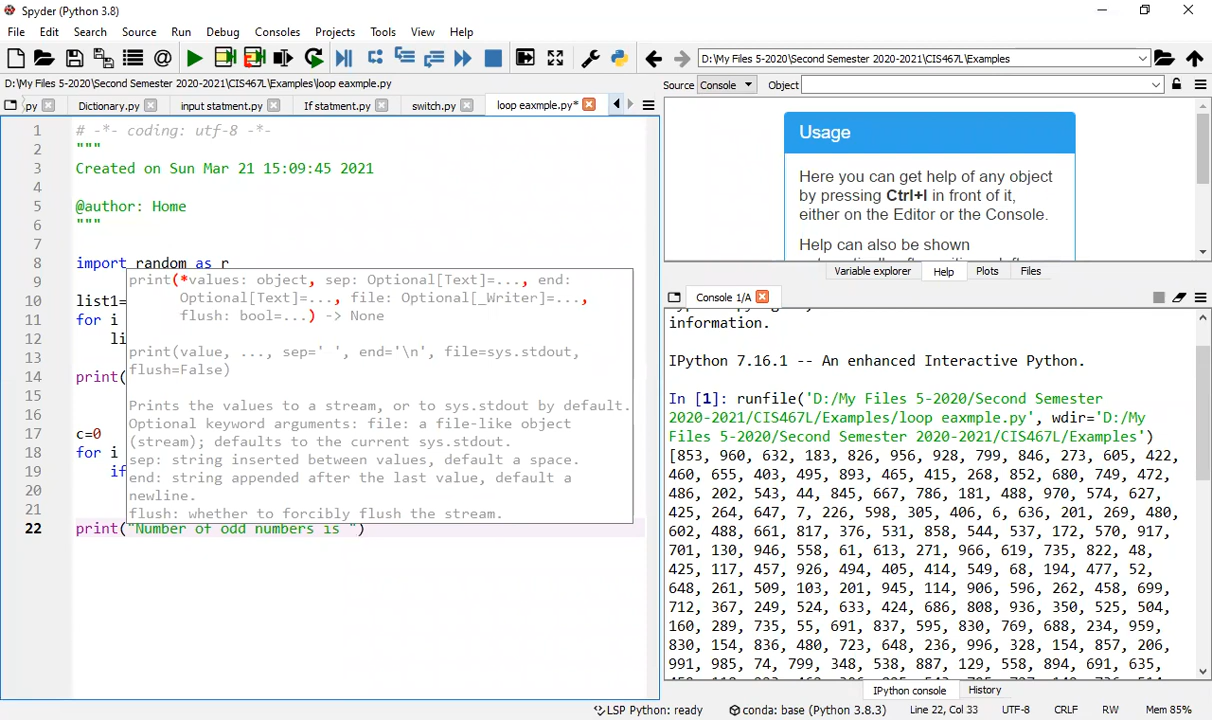 Spyder (Python 3.8)
File Edit Search Source Run Debug Consoles Projects Tools View Help
D:\My Files 5-2020\Second Semester 2020-2021\CIS467L\Examples
D:\My Files 5-2020\Second Semester 2020-2021\CIS467L\Examples\loop eaxmple.py
.py Dictionary.py input statment.py If statment.py switch.py loop eaxmple.py*
1 # -*- coding: utf-8 -*-
2 """
3 Created on Sun Mar 21 15:09:45 2021
4
5 @author: Home
6 """
7
8 import random as r
9
10 list1=
11 for i
12 li
13
14 print(
15
16
17 c=0
18 for i
19 if
20
21
22 print("Number of odd numbers is ")
print(*values: object, sep: Optional[Text]=..., end:
Optional[Text]=..., file: Optional[_Writer]=...,
flush: bool=...) -> None
print(value, ..., sep=' ', end='\n', file=sys.stdout,
flush=False)
Prints the values to a stream, or to sys.stdout by default.
Optional keyword arguments: file: a file-like object
(stream); defaults to the current sys.stdout.
sep: string inserted between values, default a space.
end: string appended after the last value, default a
newline.
flush: whether to forcibly flush the stream.
Source Console Object
Usage
Here you can get help of any object
by pressing Ctrl+I in front of it,
either on the Editor or the Console.
Help can also be shown
Variable explorer Help Plots Files
Console 1/A
information.
IPython 7.16.1 -- An enhanced Interactive Python.
In [1]: runfile('D:/My Files 5-2020/Second Semester
2020-2021/CIS467L/Examples/loop eaxmple.py', wdir='D:/My
Files 5-2020/Second Semester 2020-2021/CIS467L/Examples')
[853, 960, 632, 183, 826, 956, 928, 799, 846, 273, 605, 422,
460, 655, 403, 495, 893, 465, 415, 268, 852, 680, 749, 472,
486, 202, 543, 44, 845, 667, 786, 181, 488, 970, 574, 627,
425, 264, 647, 7, 226, 598, 305, 406, 6, 636, 201, 269, 480,
602, 488, 661, 817, 376, 531, 858, 544, 537, 172, 570, 917,
701, 130, 946, 558, 61, 613, 271, 966, 619, 735, 822, 48,
425, 117, 457, 926, 494, 405, 414, 549, 68, 194, 477, 52,
648, 261, 509, 103, 201, 945, 114, 906, 596, 262, 458, 699,
712, 367, 249, 524, 633, 424, 686, 808, 936, 350, 525, 504,
160, 289, 735, 55, 691, 837, 595, 830, 769, 688, 234, 959,
830, 154, 836, 480, 723, 648, 236, 996, 328, 154, 857, 206,
991, 985, 74, 799, 348, 538, 887, 129, 558, 894, 691, 635,
IPython console History
LSP Python: ready conda: base (Python 3.8.3) Line 22, Col 33 UTF-8 CRLF RW Mem 85%